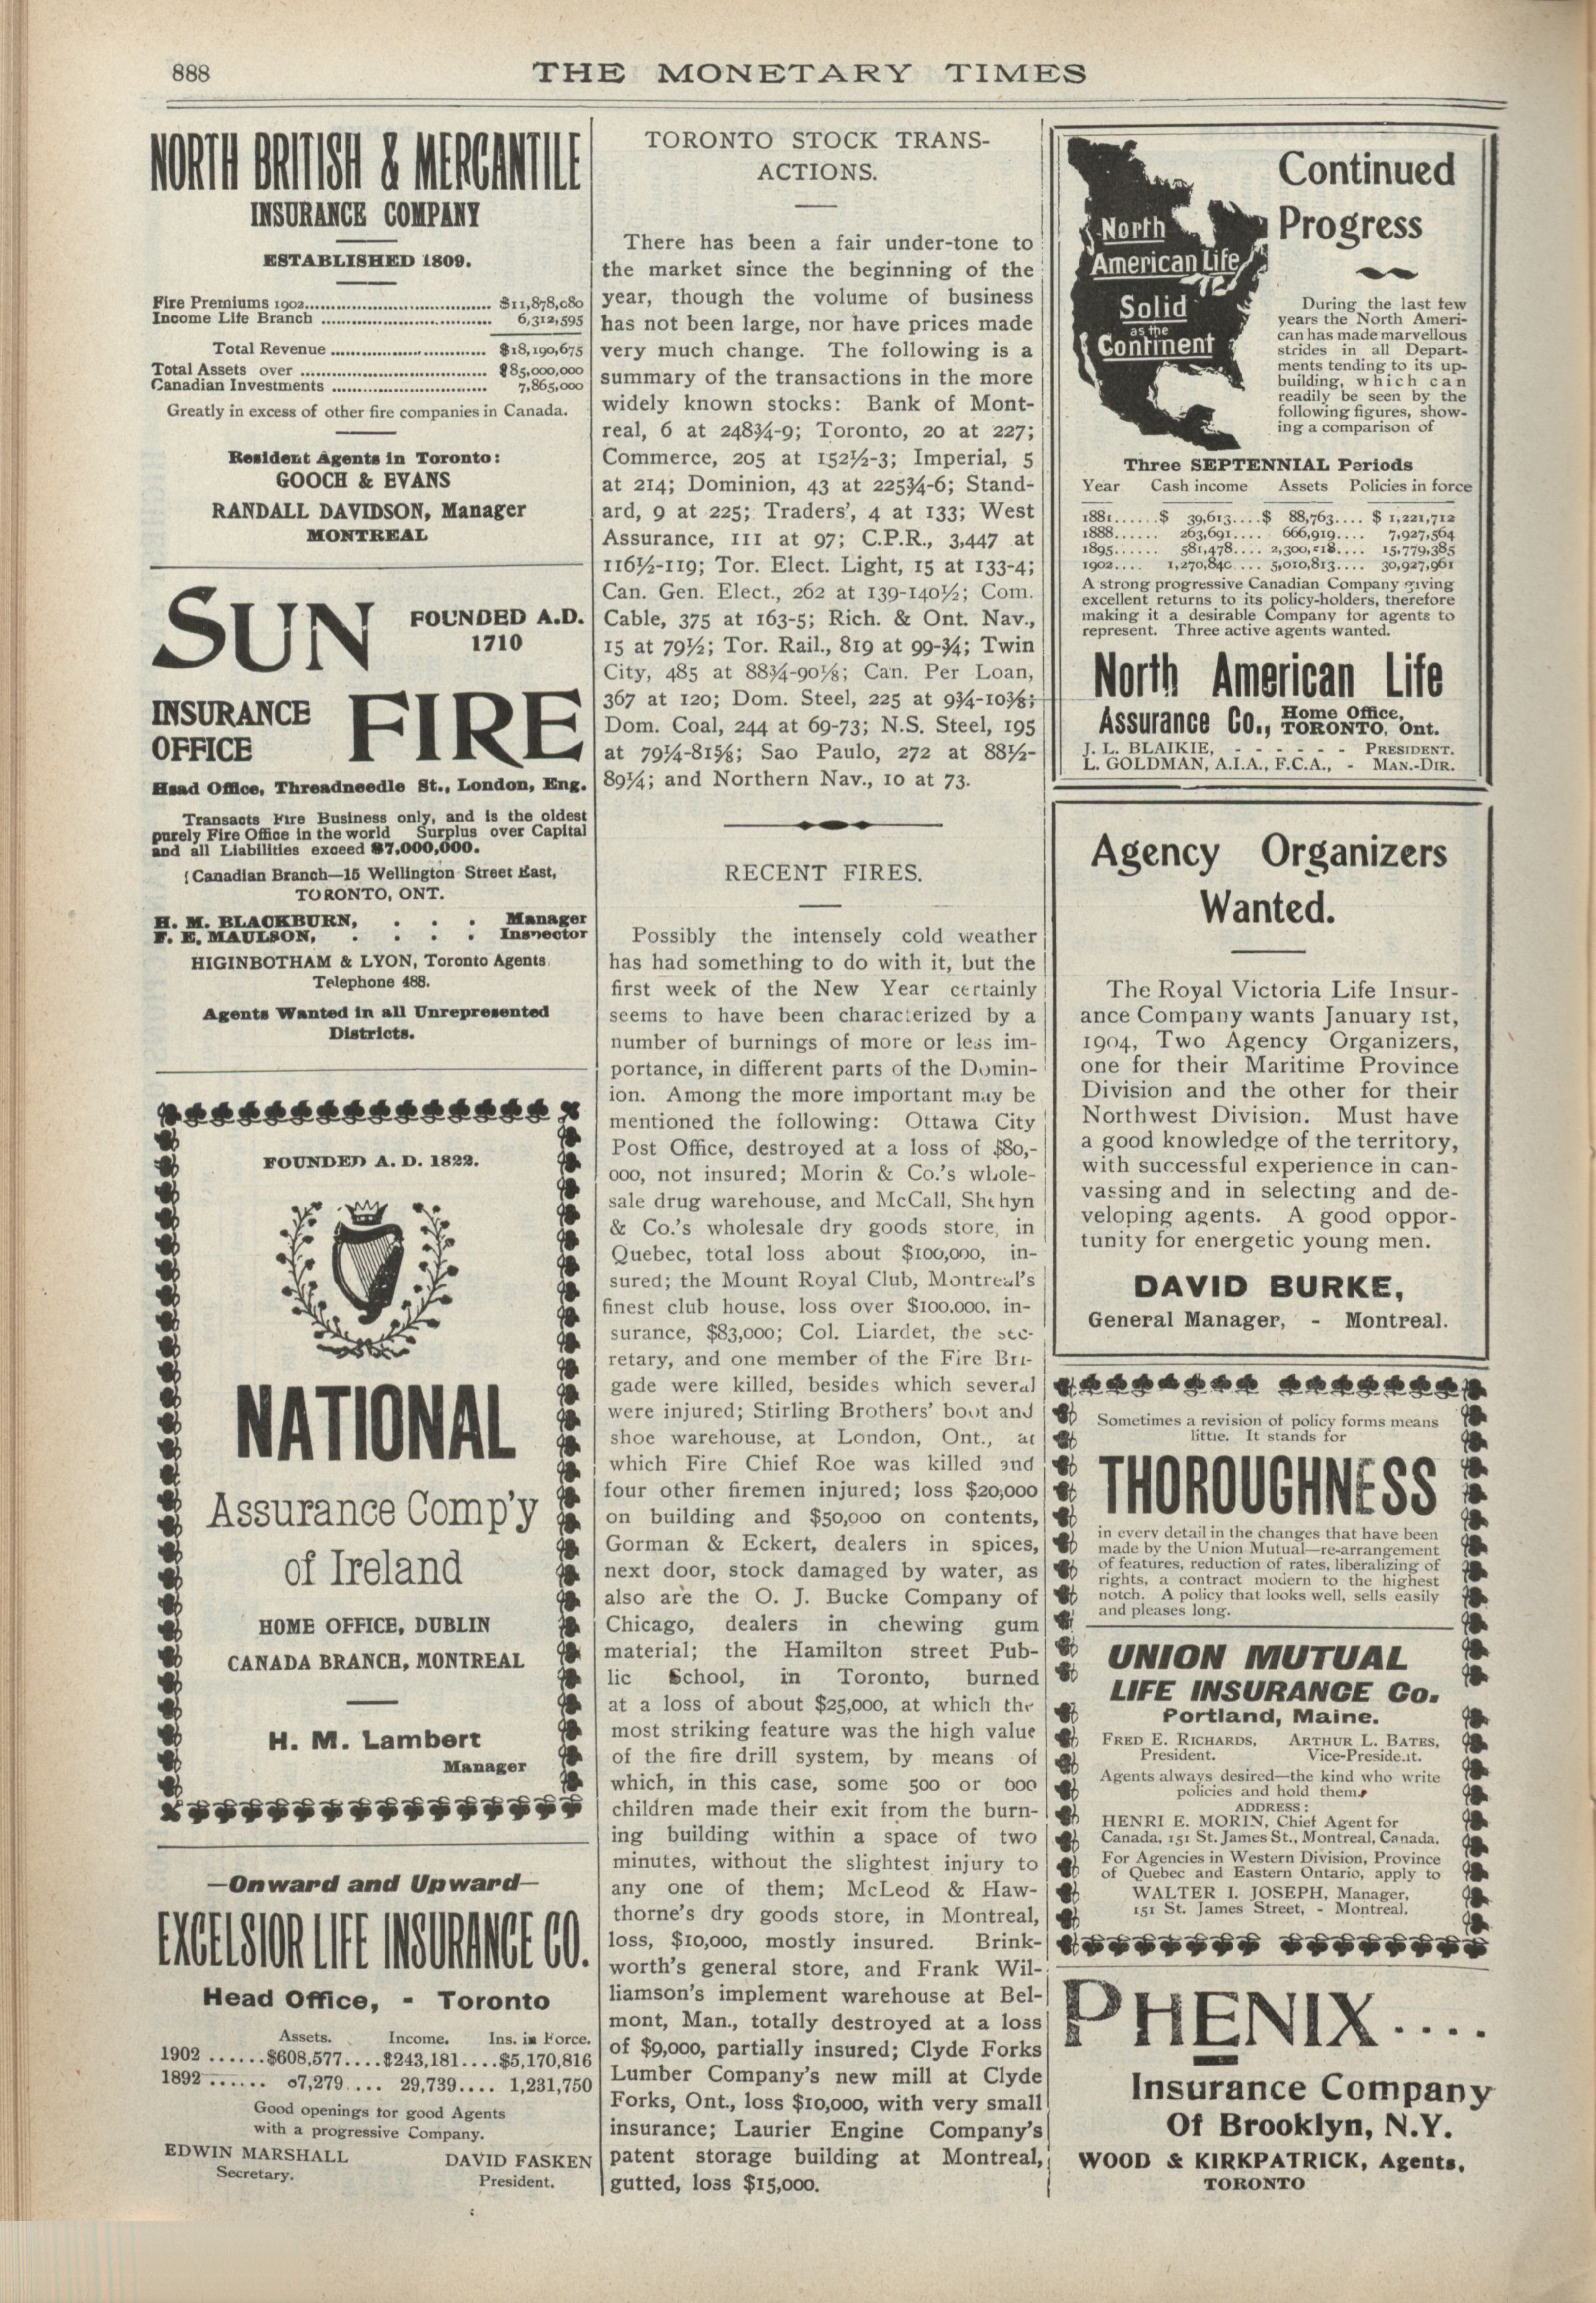 888
THE MONETARY TIMES
NORTH BRITISH & MERCANTILE
INSURANCE COMPANY
ESTABLISHED 1809.
Fire Premiums 1902............................... $11,878,080
Income Life Branch ............................... 6,312,595
Total Revenue ............................ $18,190,675
Total Assets over .................................. $85,000,000
Canadian Investments ............................ 7,865,000
Greatly in excess of other fire companies in Canada.
Resident Agents in Toronto:
GOOCH & EVANS
RANDALL DAVIDSON, Manager
MONTREAL
SUN
FOUNDED A.D.
1710
INSURANCE
OFFICE
FIRE
Head Office, Threadneedle St., London, Eng.
Transacts Fire Business only, and is the oldest
purely Fire Office in the world Surplus over Capital
and all Liabilities exceed $7,000,000.
Canadian Branch—15 Wellington Street East,
TORONTO, ONT.
H. M. BLACKBURN, . . . Manager
F. E. MAULSON, . . . . Inspector
HIGINBOTHAM & LYON, Toronto Agents
Telephone 488.
Agents Wanted in all Unrepresented
Districts.
FOUNDED A. D. 1822.
NATIONAL
Assurance Comp'y
of Ireland
HOME OFFICE, DUBLIN
CANADA BRANCH, MONTREAL
H. M. Lambert
Manager
—Onward and Upward—
EXCELSIOR LIFE INSURANCE CO.
Head Office, - Toronto
Assets. Income. Ins. in Force.
1902 ......$608,577....$243,181....$5,170,816
1892 ...... 67,279.... 29,739.... 1,231,750
Good openings for good Agents
with a progressive Company.
EDWIN MARSHALL
Secretary.
DAVID FASKEN
President.
TORONTO STOCK TRANS-
ACTIONS.
There has been a fair under-tone to
the market since the beginning of the
year, though the volume of business
has not been large, nor have prices made
very much change. The following is a
summary of the transactions in the more
widely known stocks: Bank of Mont-
real, 6 at 248¾-9; Toronto, 20 at 227;
Commerce, 205 at 152½-3; Imperial, 5
at 214; Dominion, 43 at 225¾-6; Stand-
ard, 9 at 225; Traders', 4 at 133; West
Assurance, 111 at 97; C.P.R., 3,447 at
116½-119; Tor. Elect. Light, 15 at 133-4;
Can. Gen. Elect., 262 at 139-140½; Com.
Cable, 375 at 163-5; Rich. & Ont. Nav.,
15 at 79½; Tor. Rail., 819 at 99-¾; Twin
City, 485 at 88¾-90⅛; Can. Per Loan,
367 at 120; Dom. Steel, 225 at 9¾-10⅜;
Dom. Coal, 244 at 69-73; N.S. Steel, 195
at 79¼-81⅝; Sao Paulo, 272 at 88½-
89¼; and Northern Nav., 10 at 73.
RECENT FIRES.
Possibly the intensely cold weather
has had something to do with it, but the
first week of the New Year certainly
seems to have been characterized by a
number of burnings of more or less im-
portance, in different parts of the Domin-
ion. Among the more important may be
mentioned the following: Ottawa City
Post Office, destroyed at a loss of $80,-
000, not insured; Morin & Co.'s whole-
sale drug warehouse, and McCall, Shehyn
& Co.'s wholesale dry goods store, in
Quebec, total loss about $100,000, in-
sured; the Mount Royal Club, Montreal's
finest club house, loss over $100,000, in-
surance, $83,000; Col. Liardet, the sec-
retary, and one member of the Fire Bri-
gade were killed, besides which several
were injured; Stirling Brothers' boot and
shoe warehouse, at London, Ont., at
which Fire Chief Roe was killed and
four other firemen injured; loss $20,000
on building and $50,000 on contents,
Gorman & Eckert, dealers in spices,
next door, stock damaged by water, as
also are the O. J. Bucke Company of
Chicago, dealers in chewing gum
material; the Hamilton street Pub-
lic School, in Toronto, burned
at a loss of about $25,000, at which the
most striking feature was the high value
of the fire drill system, by means of
which, in this case, some 500 or 600
children made their exit from the burn-
ing building within a space of two
minutes, without the slightest injury to
any one of them; McLeod & Haw-
thorne's dry goods store, in Montreal,
loss, $10,000, mostly insured. Brink-
worth's general store, and Frank Wil-
liamson's implement warehouse at Bel-
mont, Man., totally destroyed at a loss
of $9,000, partially insured; Clyde Forks
Lumber Company's new mill at Clyde
Forks, Ont., loss $10,000, with very small
insurance; Laurier Engine Company's
patent storage building at Montreal,
gutted, loss $15,000.
North
American Life
Solid
as the
Continent
Continued
Progress
During the last few
years the North Ameri-
can has made marvellous
strides in all Depart-
ments tending to its up-
building, which can
readily be seen by the
following figures, show-
ing a comparison of
Three SEPTENNIAL Periods
Year Cash income Assets Policies in force
1881......$ 39,613....$ 88,763.... $ 1,221,712
1888...... 263,691.... 666,919.... 7,927,564
1895...... 581,478.... 2,300,518.... 15,779,385
1902.... 1,270,840.... 5,010,813.... 30,927,961
A strong progressive Canadian Company giving
excellent returns to its policy-holders, therefore
making it a desirable Company for agents to
represent. Three active agents wanted.
North American Life
Assurance Co., Home Office,
TORONTO, Ont.
J. L. BLAIKIE, - - - - - - PRESIDENT.
L. GOLDMAN, A.I.A., F.C.A., - MAN.-DIR.
Agency Organizers
Wanted.
The Royal Victoria Life Insur-
ance Company wants January 1st,
1904, Two Agency Organizers,
one for their Maritime Province
Division and the other for their
Northwest Division. Must have
a good knowledge of the territory,
with successful experience in can-
vassing and in selecting and de-
veloping agents. A good oppor-
tunity for energetic young men.
DAVID BURKE,
General Manager, - Montreal.
Sometimes a revision of policy forms means
little. It stands for
THOROUGHNESS
in every detail in the changes that have been
made by the Union Mutual—re-arrangement
of features, reduction of rates, liberalizing of
rights, a contract modern to the highest
notch. A policy that looks well, sells easily
and pleases long.
UNION MUTUAL
LIFE INSURANCE Co.
Portland, Maine.
FRED E. RICHARDS, ARTHUR L. BATES,
President. Vice-President.
Agents always desired—the kind who write
policies and hold them.
ADDRESS:
HENRI E. MORIN, Chief Agent for
Canada, 151 St. James St., Montreal, Canada.
For Agencies in Western Division, Province
of Quebec and Eastern Ontario, apply to
WALTER I. JOSEPH, Manager,
151 St. James Street, - Montreal.
PHENIX....
Insurance Company
Of Brooklyn, N.Y.
WOOD & KIRKPATRICK, Agents,
TORONTO